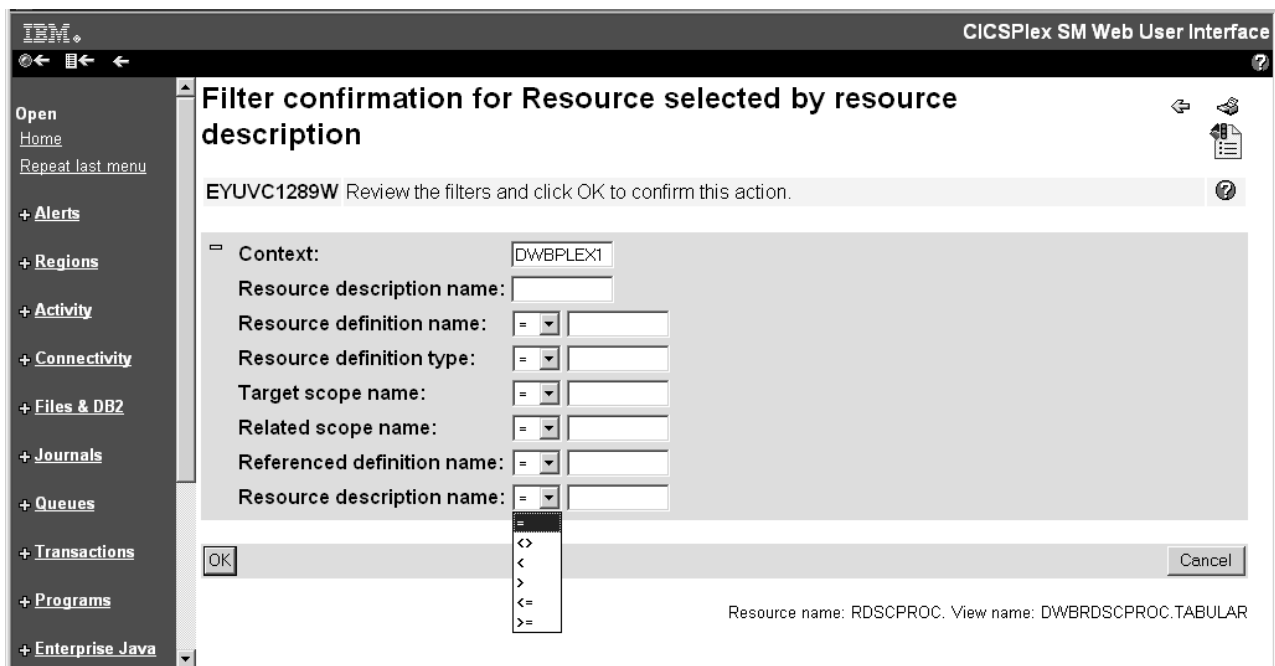 IBM.
CICSPlex SM Web User Interface
?
Open
Home
Repeat last menu
+ Alerts
+ Regions
+ Activity
+ Connectivity
+ Files & DB2
+ Journals
+ Queues
+ Transactions
+ Programs
+ Enterprise Java
Filter confirmation for Resource selected by resource
description
EYUVC1289W Review the filters and click OK to confirm this action.
?
Context: DWBPLEX1
Resource description name:
Resource definition name: =
Resource definition type: =
Target scope name: =
Related scope name: =
Referenced definition name: =
Resource description name: =
=
<>
<
>
<=
>=
OK
Cancel
Resource name: RDSCPROC. View name: DWBRDSCPROC.TABULAR